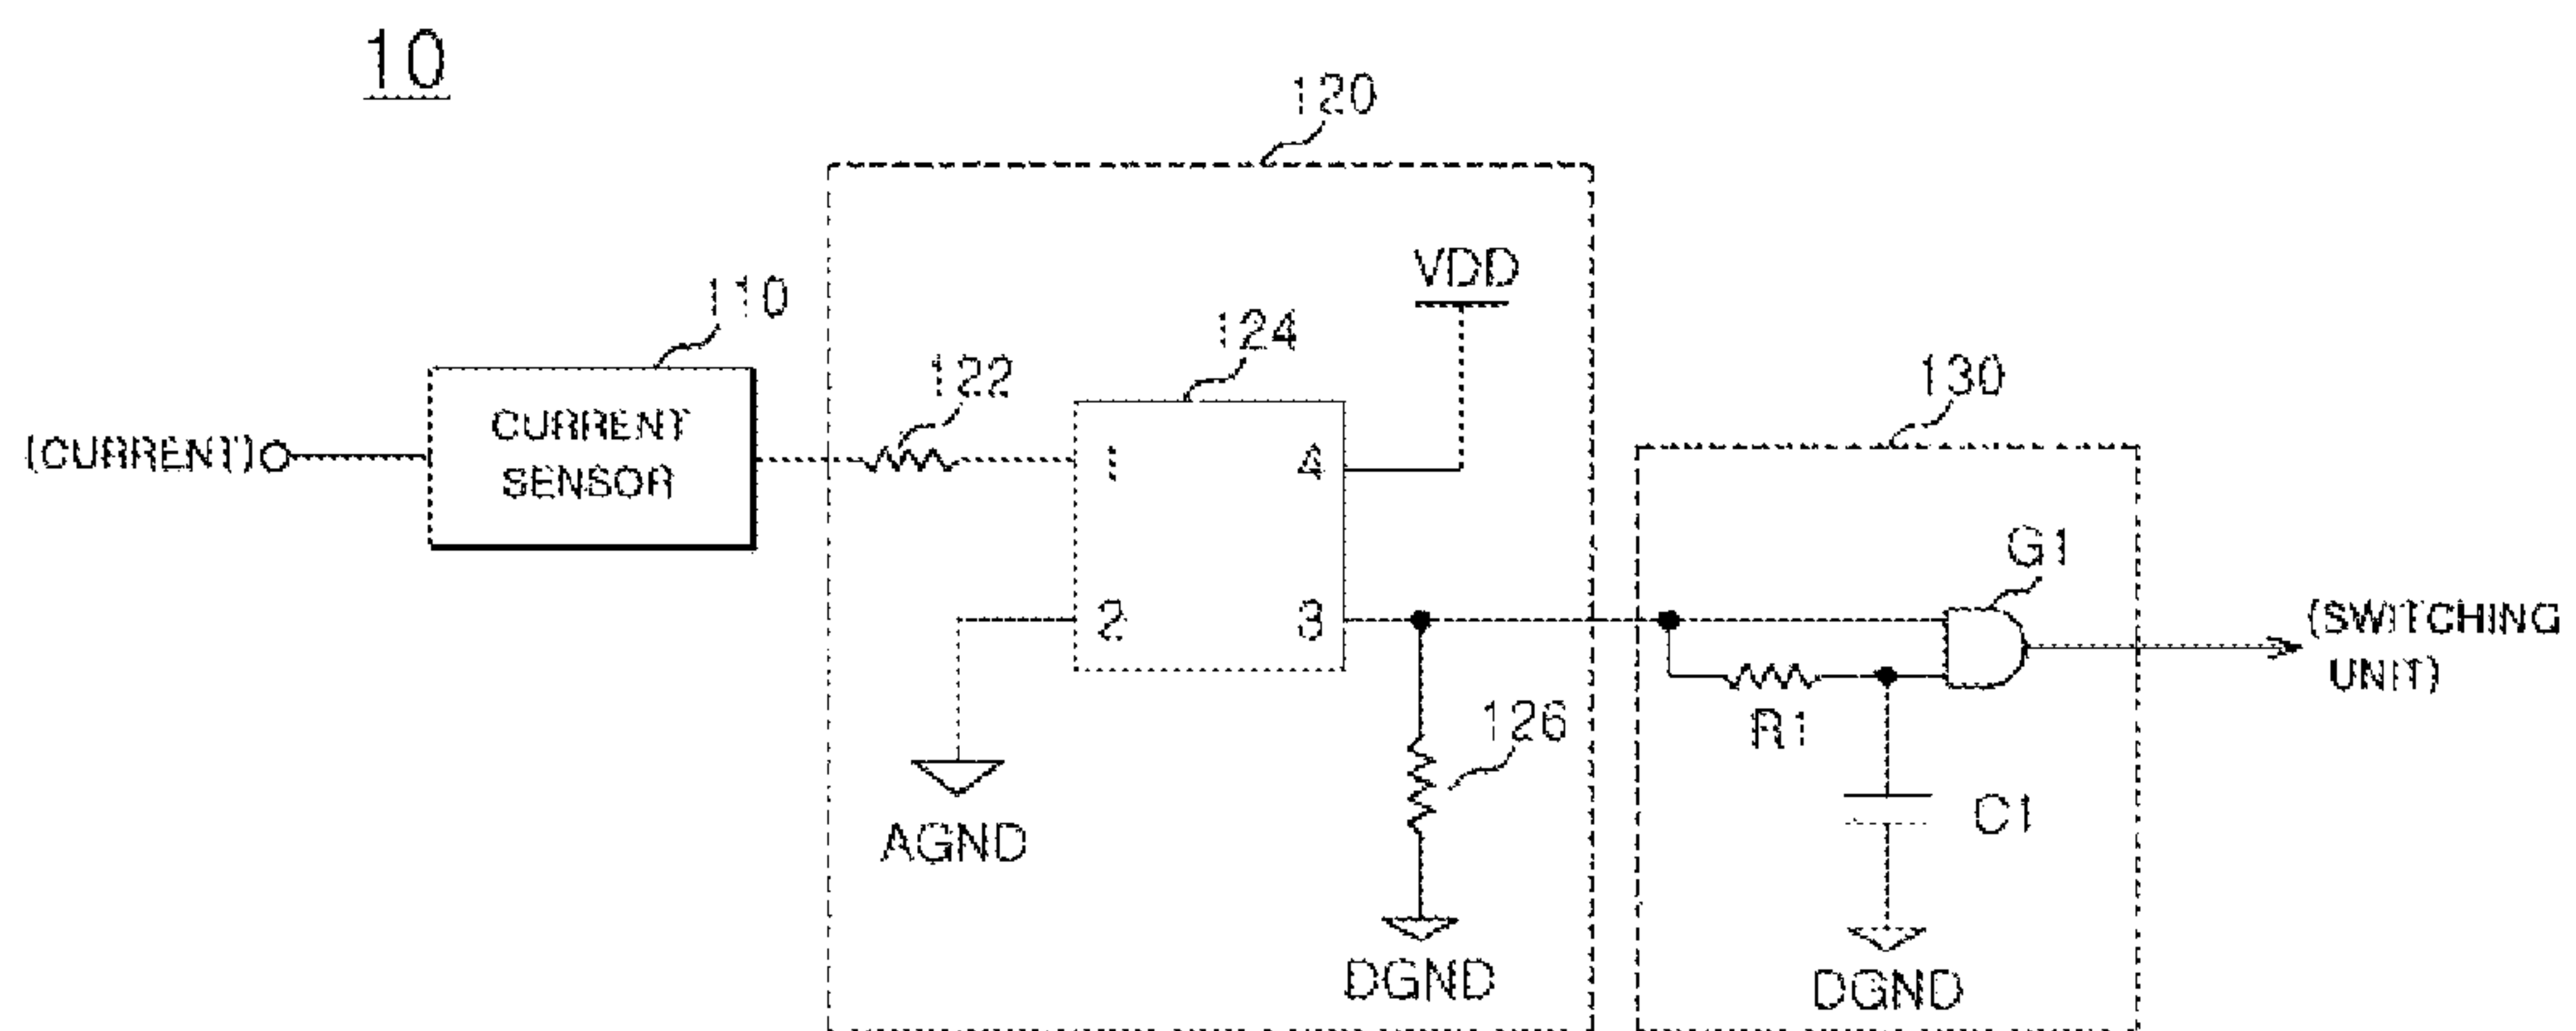 10
120
110
VDD
124
122
130
(CURRENT)
CURRENT
SENSOR
1
4
G1
2
3
(SWITCHING
UNIT)
R1
126
C1
AGND
DGND
DGND